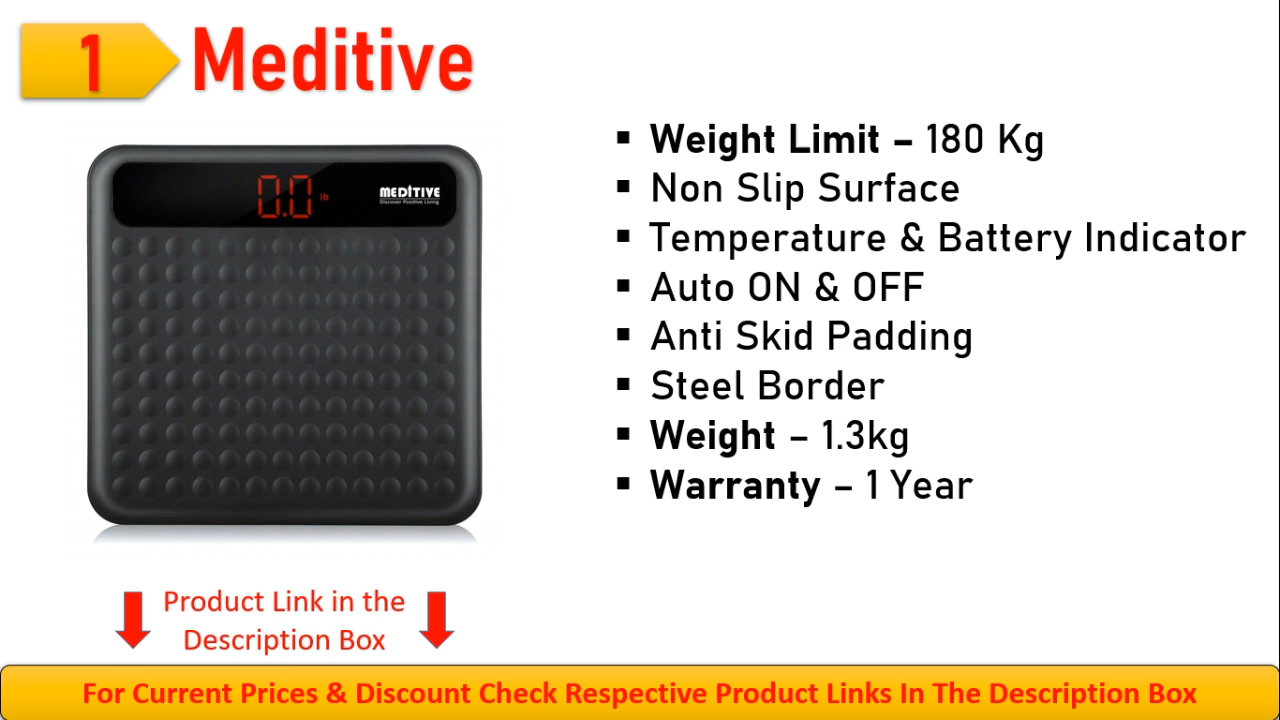 1 Meditive
0.0 lb
MEDITIVE
Discover Positive Living
▪ Weight Limit – 180 Kg
▪ Non Slip Surface
▪ Temperature & Battery Indicator
▪ Auto ON & OFF
▪ Anti Skid Padding
▪ Steel Border
▪ Weight – 1.3kg
▪ Warranty – 1 Year
Product Link in the
Description Box
For Current Prices & Discount Check Respective Product Links In The Description Box